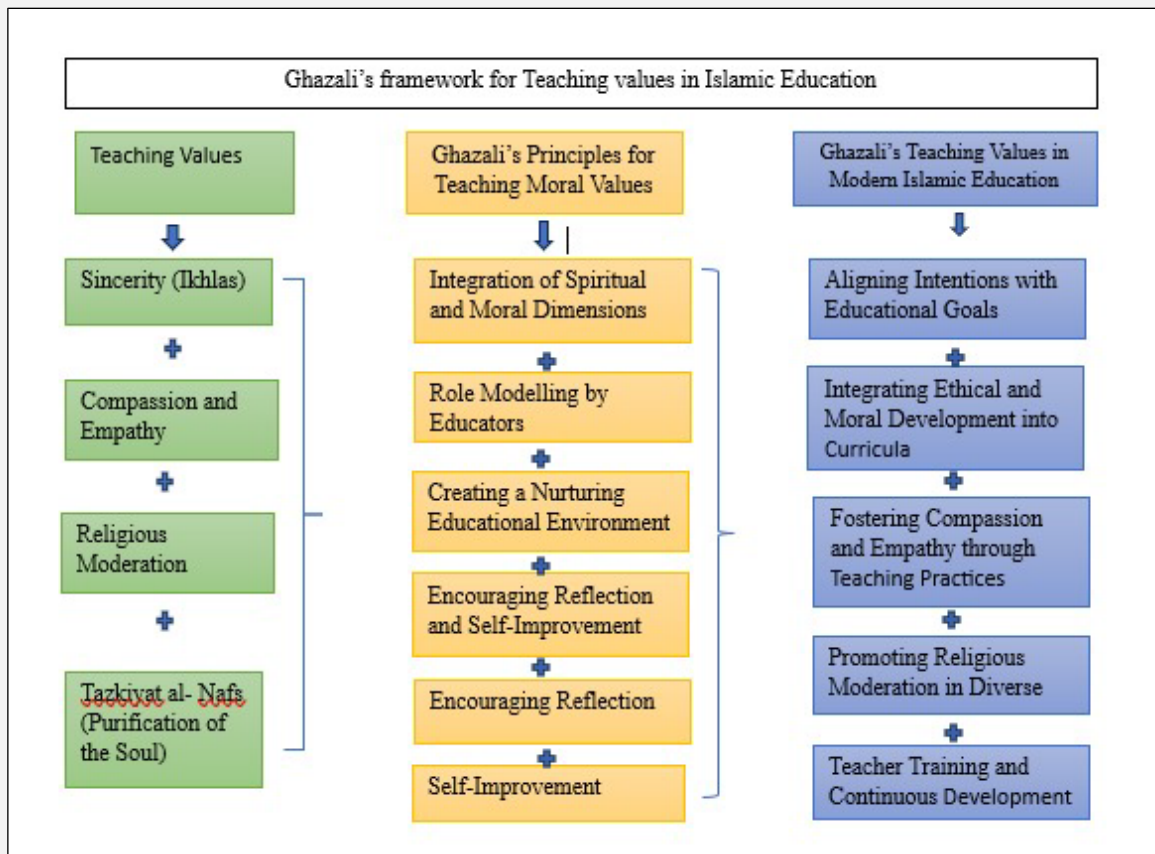 Ghazali’s framework for Teaching values in Islamic Education
Teaching Values
Sincerity (Ikhlas)
Compassion and
Empathy
Religious
Moderation
Tazkiyat al- Nafs
(Purification of
the Soul)
Ghazali’s Principles for
Teaching Moral Values
Integration of Spiritual
and Moral Dimensions
Role Modelling by
Educators
Creating a Nurturing
Educational Environment
Encouraging Reflection
and Self-Improvement
Encouraging Reflection
Self-Improvement
Ghazali’s Teaching Values in
Modern Islamic Education
Aligning Intentions with
Educational Goals
Integrating Ethical and
Moral Development into
Curricula
Fostering Compassion
and Empathy through
Teaching Practices
Promoting Religious
Moderation in Diverse
Teacher Training and
Continuous Development